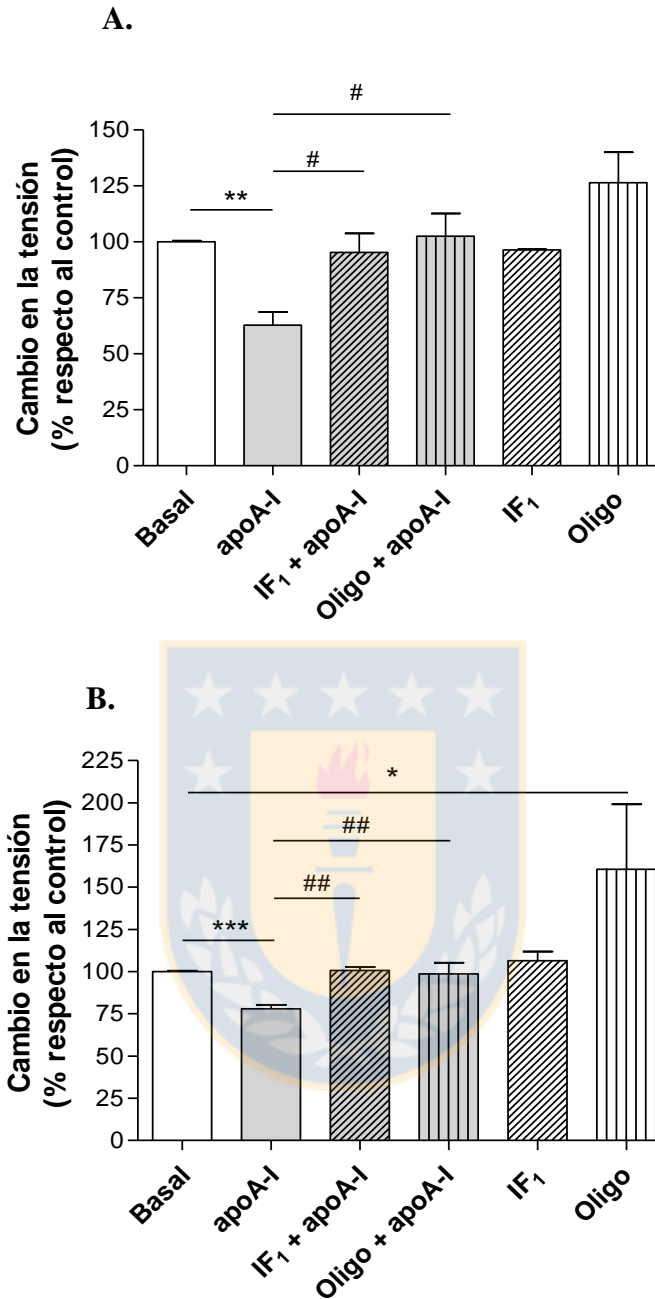 A.
#
#
**
150
125
100
75
50
25
0
Cambio en la tensión
(% respecto al control)
Basal
apoA-I
IF₁ + apoA-I
Oligo + apoA-I
IF₁
Oligo
B.
*
##
##
***
225
200
175
150
125
100
75
50
25
0
Cambio en la tensión
(% respecto al control)
Basal
apoA-I
IF₁ + apoA-I
Oligo + apoA-I
IF₁
Oligo